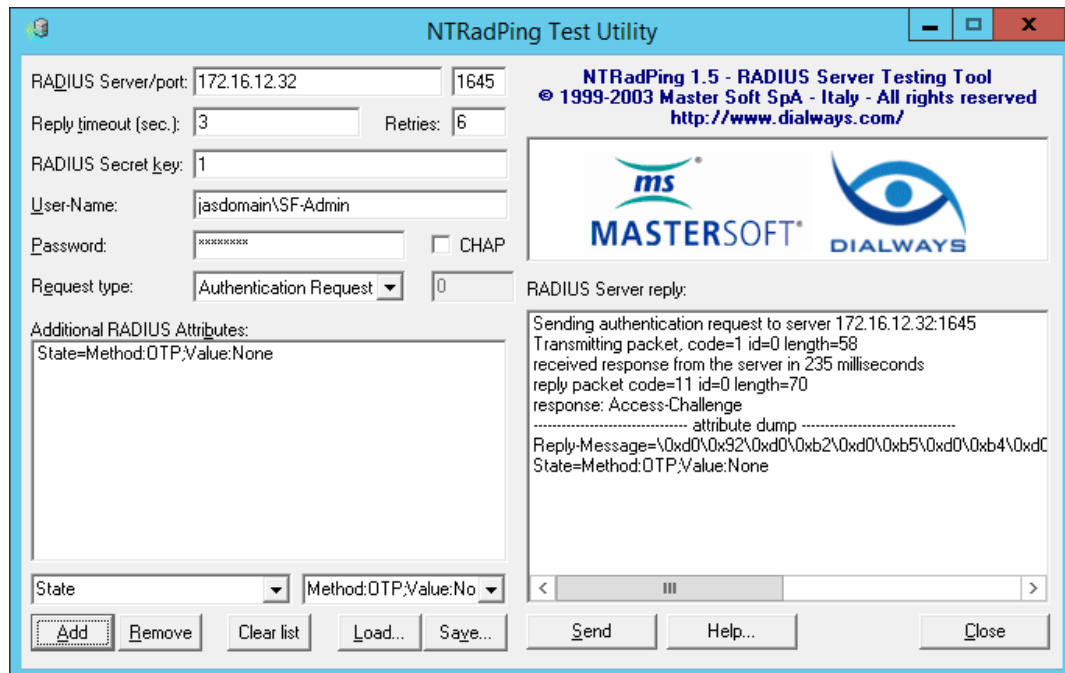 NTRadPing Test Utility
RADIUS Server/port: 172.16.12.32 1645
Reply timeout (sec.): 3 Retries: 6
RADIUS Secret key: 1
User-Name: jasdomain\SF-Admin
Password: xxxxxxxx CHAP
Request type: Authentication Request 0
Additional RADIUS Attributes:
State=Method:OTP;Value:None
State Method:OTP;Value:No
Add Remove Clear list Load... Save...
NTRadPing 1.5 - RADIUS Server Testing Tool
© 1999-2003 Master Soft SpA - Italy - All rights reserved
http://www.dialways.com/
ms
MASTERSOFT
DIALWAYS
RADIUS Server reply:
Sending authentication request to server 172.16.12.32:1645
Transmitting packet, code=1 id=0 length=58
received response from the server in 235 milliseconds
reply packet code=11 id=0 length=70
response: Access-Challenge
------------------------------- attribute dump -------------------------------
Reply-Message=\0xd0\0x92\0xd0\0xb2\0xd0\0xb5\0xd0\0xb4\0xd0
State=Method:OTP;Value:None
Send Help... Close